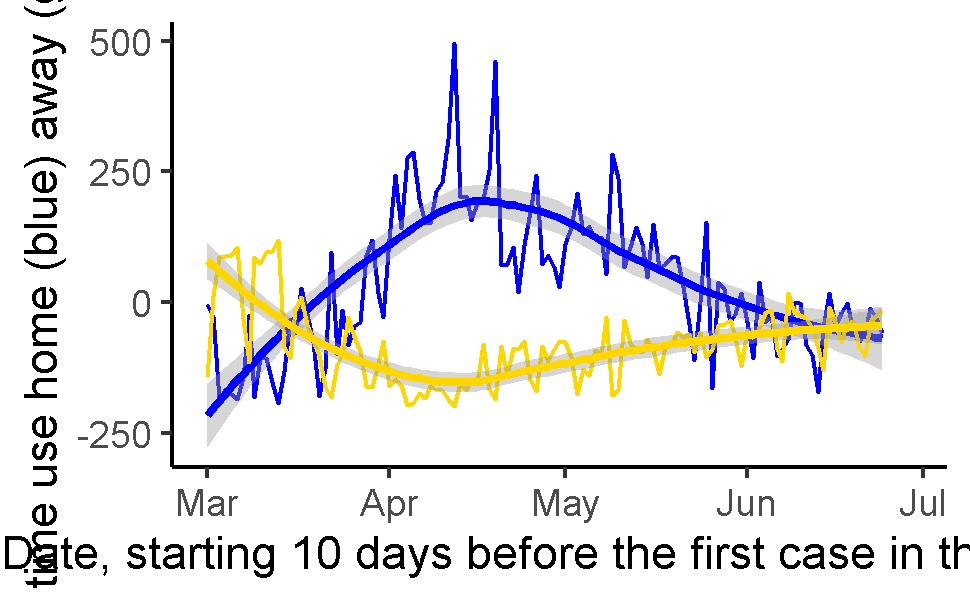 time use home (blue) away (
500
250
0
-250
Mar Apr May Jun Jul
Date, starting 10 days before the first case in th